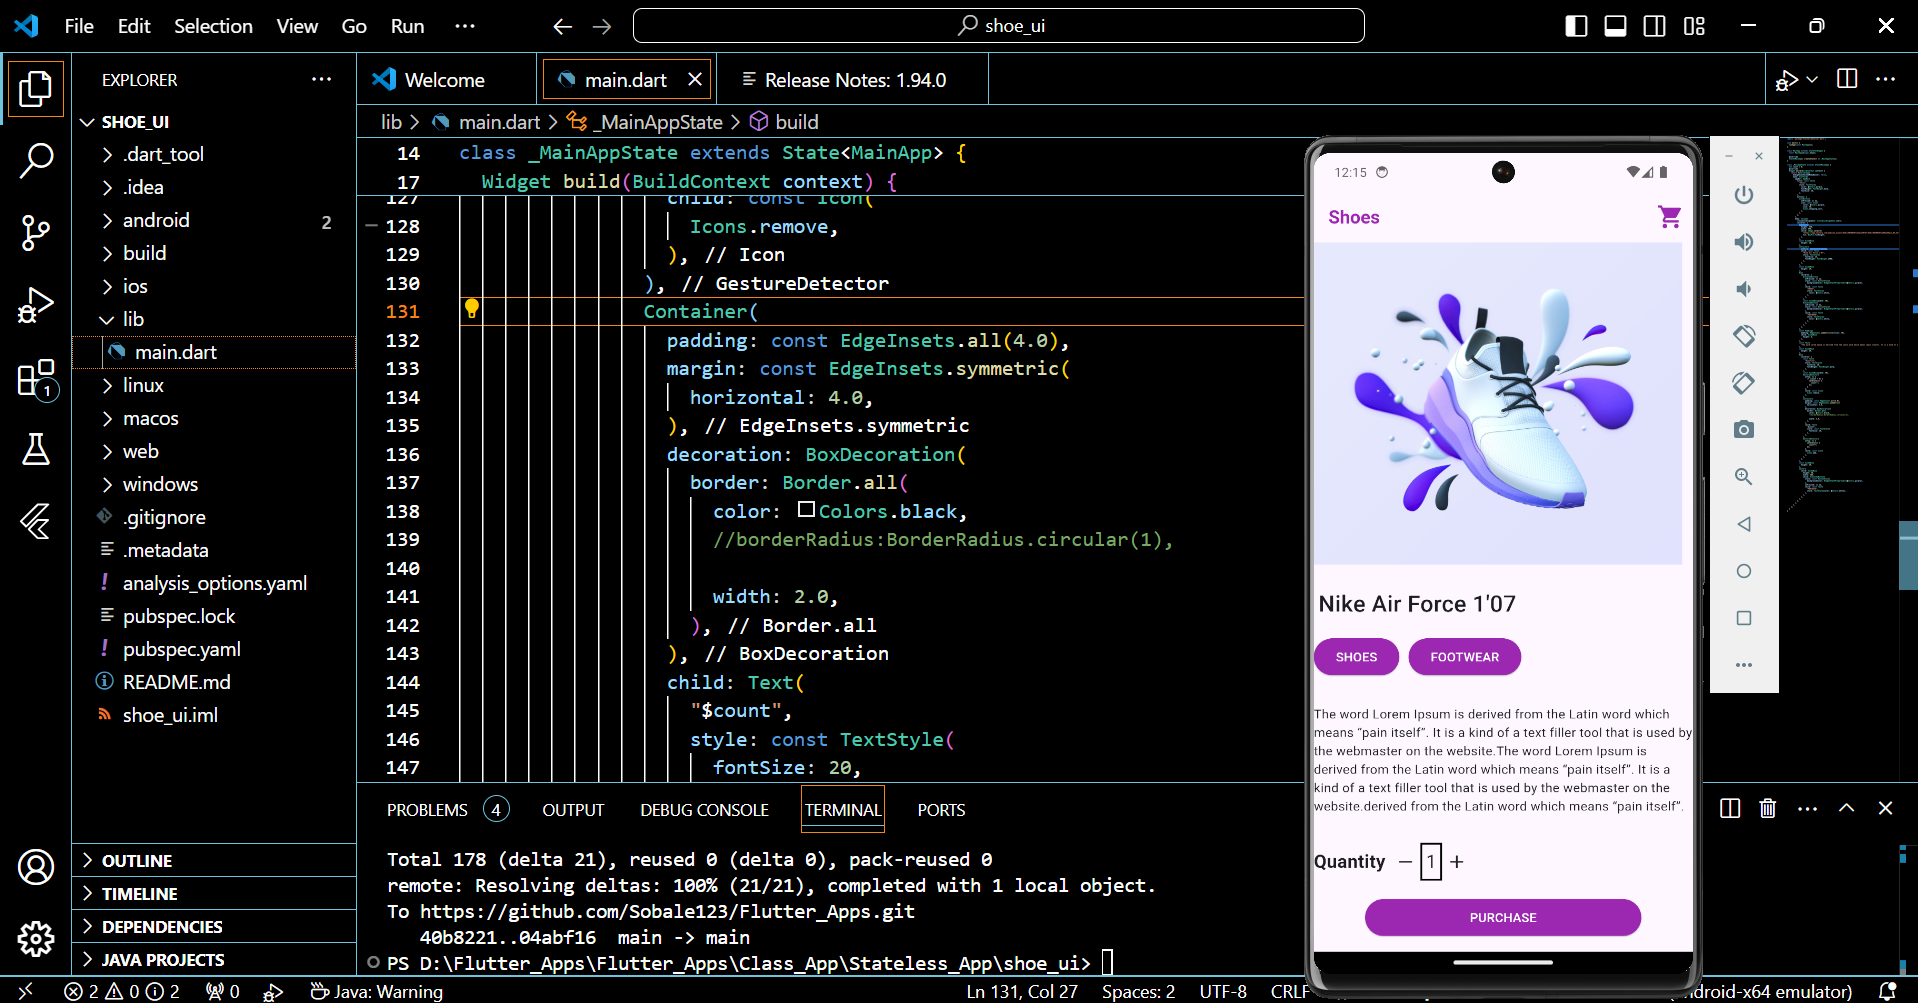 File Edit Selection View Go Run ···
shoe_ui
EXPLORER
Welcome
main.dart
Release Notes: 1.94.0
lib > main.dart > _MainAppState > build
SHOE_UI
.dart_tool
.idea
android 2
build
ios
lib
main.dart
linux
macos
web
windows
.gitignore
.metadata
analysis_options.yaml
pubspec.lock
pubspec.yaml
README.md
shoe_ui.iml
OUTLINE
TIMELINE
DEPENDENCIES
JAVA PROJECTS
1
14 class _MainAppState extends State<MainApp> {
17 Widget build(BuildContext context) {
127 child: const Icon(
128 Icons.remove,
129 ), // Icon
130 ), // GestureDetector
131 Container(
132 padding: const EdgeInsets.all(4.0),
133 margin: const EdgeInsets.symmetric(
134 horizontal: 4.0,
135 ), // EdgeInsets.symmetric
136 decoration: BoxDecoration(
137 border: Border.all(
138 color: Colors.black,
139 //borderRadius:BorderRadius.circular(1),
140
141 width: 2.0,
142 ), // Border.all
143 ), // BoxDecoration
144 child: Text(
145 "$count",
146 style: const TextStyle(
147 fontSize: 20,
PROBLEMS 4 OUTPUT DEBUG CONSOLE TERMINAL PORTS
Total 178 (delta 21), reused 0 (delta 0), pack-reused 0
remote: Resolving deltas: 100% (21/21), completed with 1 local object.
To https://github.com/Sobale123/Flutter_Apps.git
40b8221..04abf16 main -> main
PS D:\Flutter_Apps\Flutter_Apps\Class_App\Stateless_App\shoe_ui>
12:15
Shoes
Nike Air Force 1'07
SHOES
FOOTWEAR
The word Lorem Ipsum is derived from the Latin word which
means “pain itself”. It is a kind of a text filler tool that is used by
the webmaster on the website.The word Lorem Ipsum is
derived from the Latin word which means “pain itself”. It is a
kind of a text filler tool that is used by the webmaster on the
website.derived from the Latin word which means “pain itself”.
Quantity − 1 +
PURCHASE
2 0 2 0 Java: Warning
Ln 131, Col 27 Spaces: 2 UTF-8 CRLF
ndroid-x64 emulator)